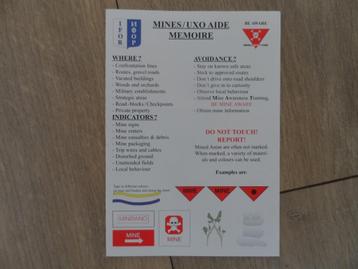 IFOR
ИФОР
MINES/UXO AIDE
MEMOIRE
BE AWARE
WHERE?
- Confrontation lines
- Routes, gravel roads
- Vacated buildings
- Woods and orchards
- Military establishments
- Strategic areas
- Road-blocks/Checkpoints
- Private property
INDICATORS?
- Mine signs
- Mine craters
- Mine casualties & debris
- Mine packaging
- Trip wires and cables
- Disturbed ground
- Unattended fields
- Local behaviour
AVOIDANCE?
- Stay on known safe areas
- Stick to approved routes
- Don't drive onto road shoulders
- Don't give in to curiosity
- Observe local behaviour
- Attend Mine Awareness Training,
BE MINE AWARE
- Obtain mine information
DO NOT TOUCH!
REPORT!
Mined Areas are often not marked.
When marked, a variety of materi-
als and colours can be used.
Examples are:
MINE
MINE
MINE
MINE